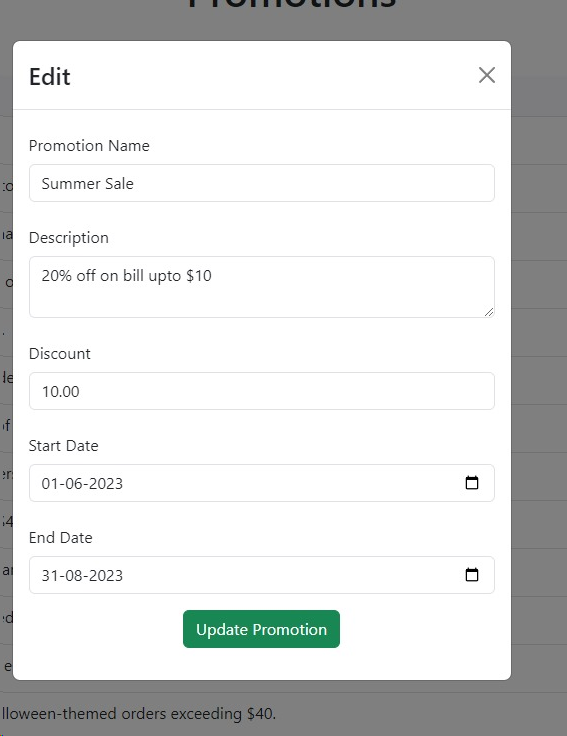 Promotions
Edit
Promotion Name
Summer Sale
Description
20% off on bill upto $10
Discount
10.00
Start Date
01-06-2023
End Date
31-08-2023
Update Promotion
lloween-themed orders exceeding $40.